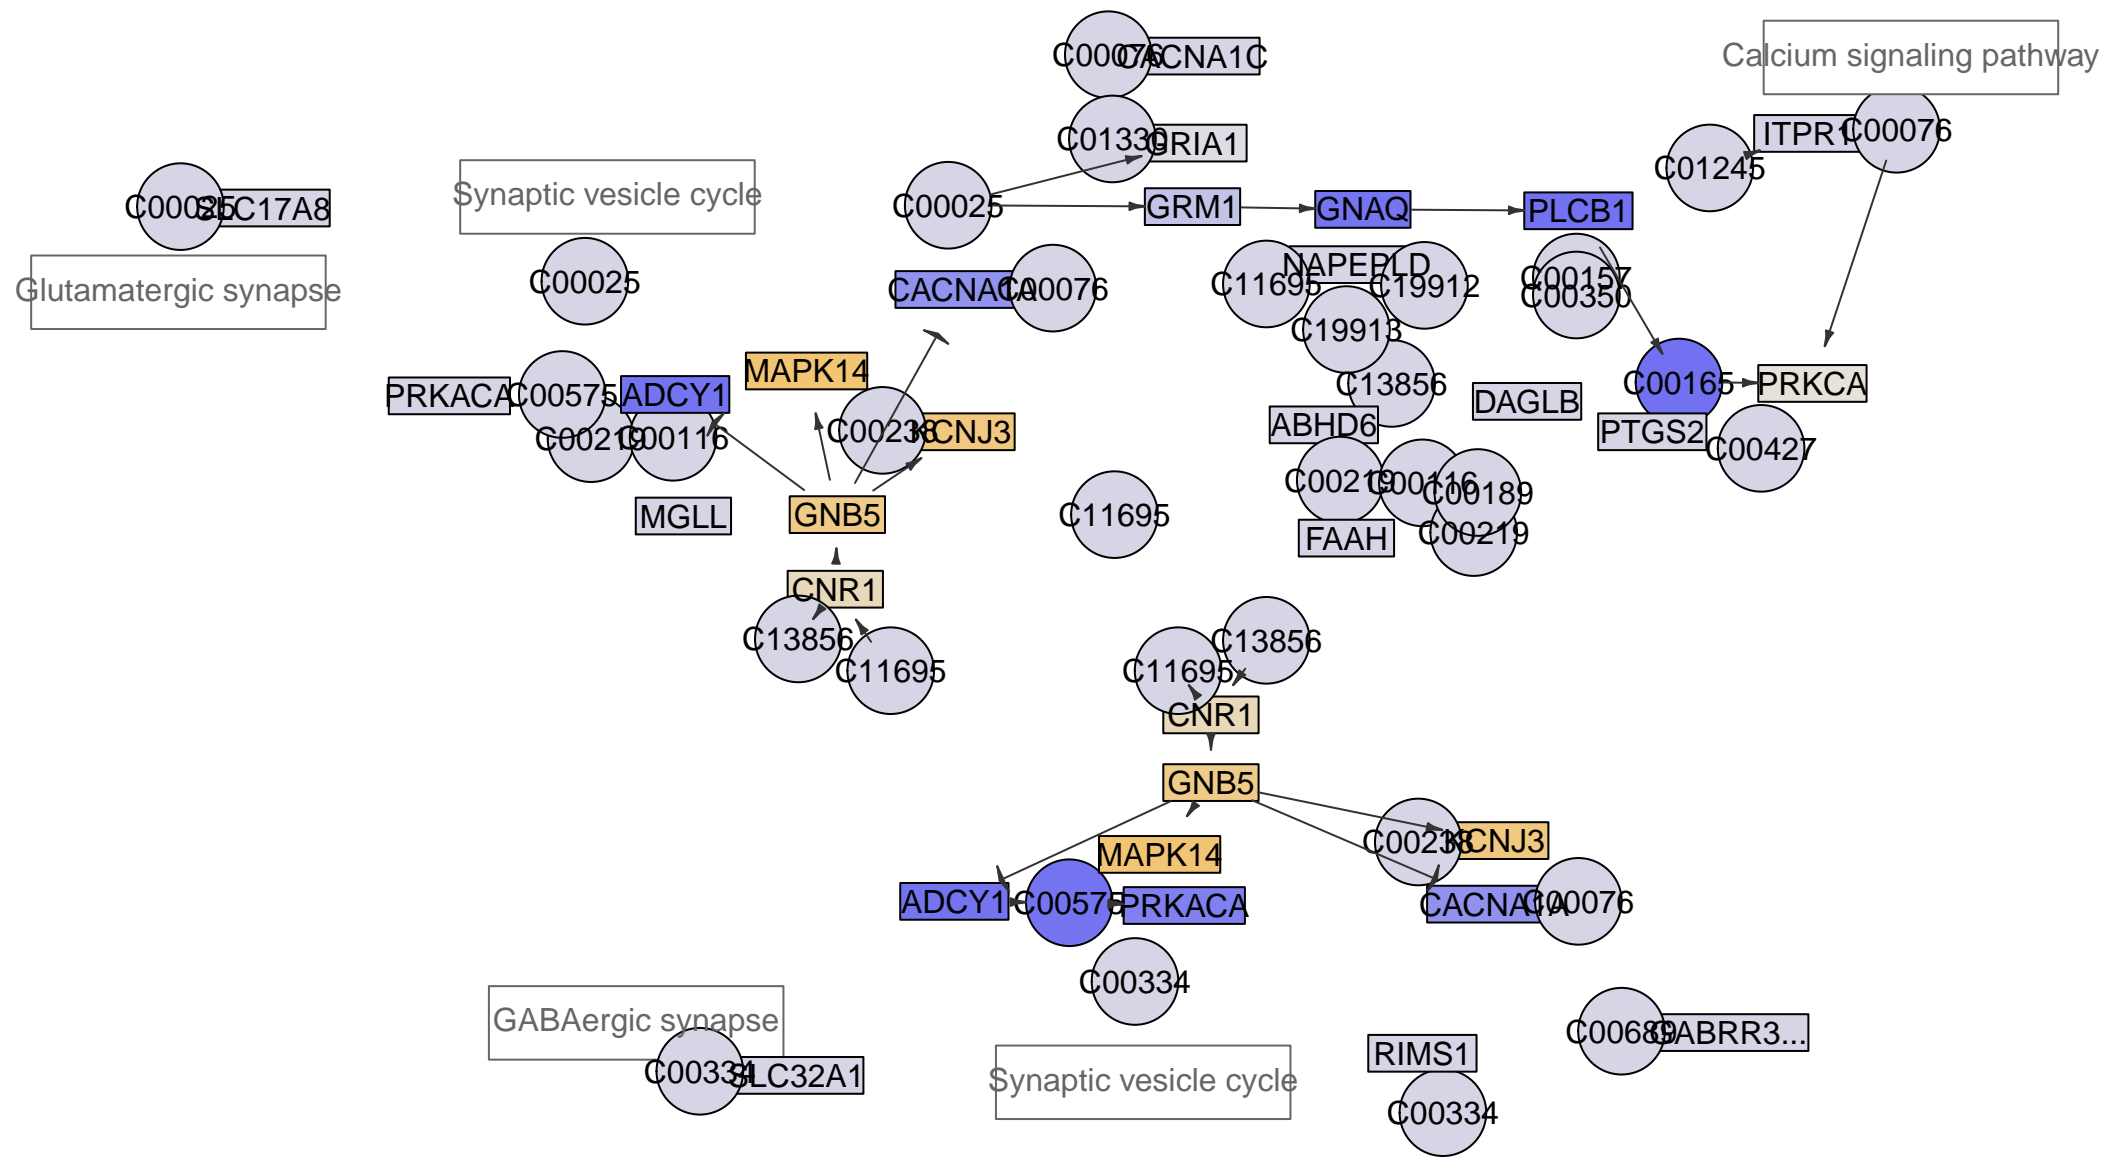 C00076
CACNA1C
Calcium signaling pathway
C01330
GRIA1
ITPR1
C00076
C01245
C00025
SLC17A8
Synaptic vesicle cycle
C00025
GRM1
GNAQ
PLCB1
Glutamatergic synapse
C00025
CACNA1A
C00076
C11695
NAPEPLD
C19912
C00157
C00350
C19913
MAPK14
C13856
C00165
PRKCA
PRKACA
C00575
ADCY1
DAGLB
C00219
C00116
C00238
KCNJ3
ABHD6
PTGS2
C00427
C00219
C00116
C00189
MGLL
GNB5
C11695
FAAH
C00219
CNR1
C13856
C11695
C13856
C11695
CNR1
GNB5
C00238
KCNJ3
MAPK14
ADCY1
C00575
PRKACA
CACNA1A
C00076
C00334
GABAergic synapse
C00689
GABRR3...
RIMS1
C00334
SLC32A1
Synaptic vesicle cycle
C00334